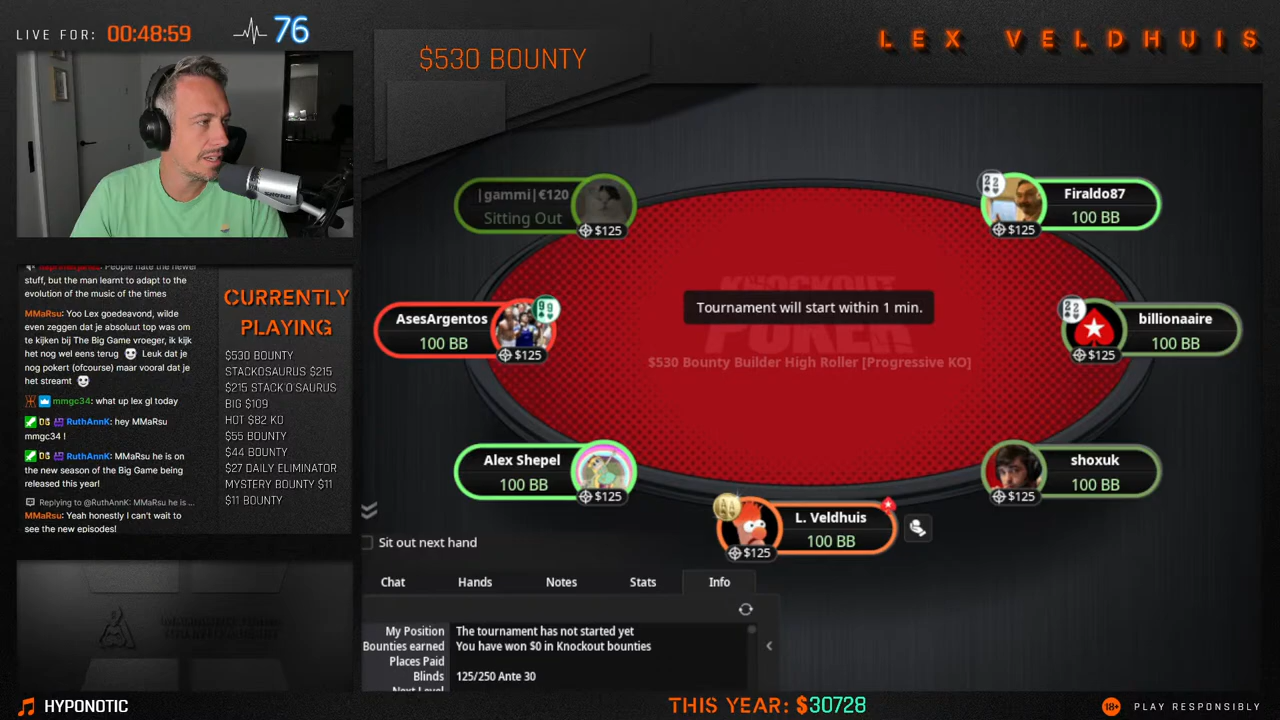 LIVE FOR: 00:48:59 76
$530 BOUNTY
LEX VELDHUIS
People hate the newer
stuff, but the man learnt to adapt to the
evolution of the music of the times
MMaRsu: Yoo Lex goedeavond, wilde
even zeggen dat je absoluut top was om
te kijken bij The Big Game vroeger, ik kijk
het nog wel eens terug Leuk dat je
nog pokert (ofcourse) maar vooral dat je
het streamt
mmgc34: what up lex gl today
RuthAnnK: hey MMaRsu
mmgc34 !
RuthAnnK: MMaRsu he is on
the new season of the Big Game being
released this year!
Replying to @RuthAnnK: MMaRsu he is ...
MMaRsu: Yeah honestly I can't wait to
see the new episodes!
CURRENTLY
PLAYING
$530 BOUNTY
STACKOSAURUS $215
$215 STACK'O'SAURUS
BIG $109
HOT $82 KO
$55 BOUNTY
$44 BOUNTY
$27 DAILY ELIMINATOR
MYSTERY BOUNTY $11
$11 BOUNTY
|gammi|€120
Sitting Out
$125
22
Firaldo87
100 BB
$125
AsesArgentos
100 BB
99
$125
KNOCKOUT
POKER
Tournament will start within 1 min.
$530 Bounty Builder High Roller [Progressive KO]
22
billionaaire
100 BB
$125
Alex Shepel
100 BB
$125
shoxuk
100 BB
$125
AA
L. Veldhuis
100 BB
$125
Sit out next hand
Chat Hands Notes Stats Info
My Position The tournament has not started yet
Bounties earned You have won $0 in Knockout bounties
Places Paid
Blinds 125/250 Ante 30
Next Level
HYPONOTIC
THIS YEAR: $30728
18+ PLAY RESPONSIBLY